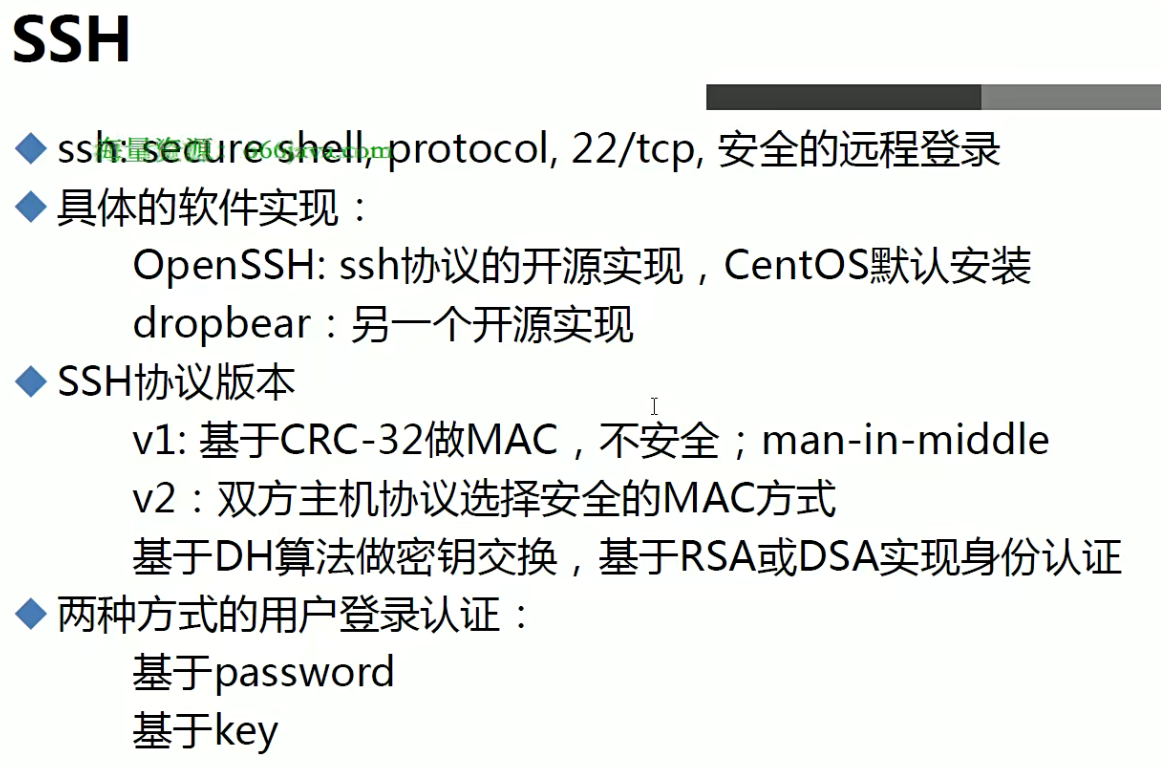 SSH
ssh: secure shell, protocol, 22/tcp, 安全的远程登录
海量资源：666java.com
具体的软件实现：
OpenSSH: ssh协议的开源实现，CentOS默认安装
dropbear：另一个开源实现
SSH协议版本
v1: 基于CRC-32做MAC，不安全；man-in-middle
v2：双方主机协议选择安全的MAC方式
基于DH算法做密钥交换，基于RSA或DSA实现身份认证
两种方式的用户登录认证：
基于password
基于key